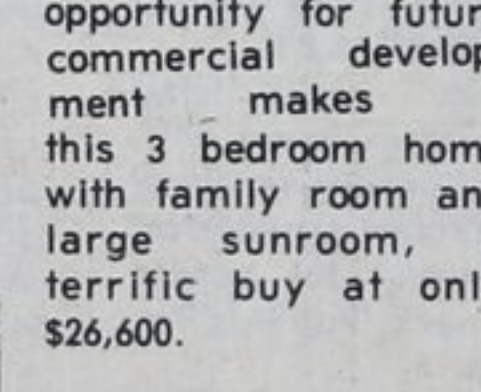 opportunity for futur
commercial develop
ment makes
this 3 bedroom hom
with family room an
large sunroom,
terrific buy at onl
$26,600.